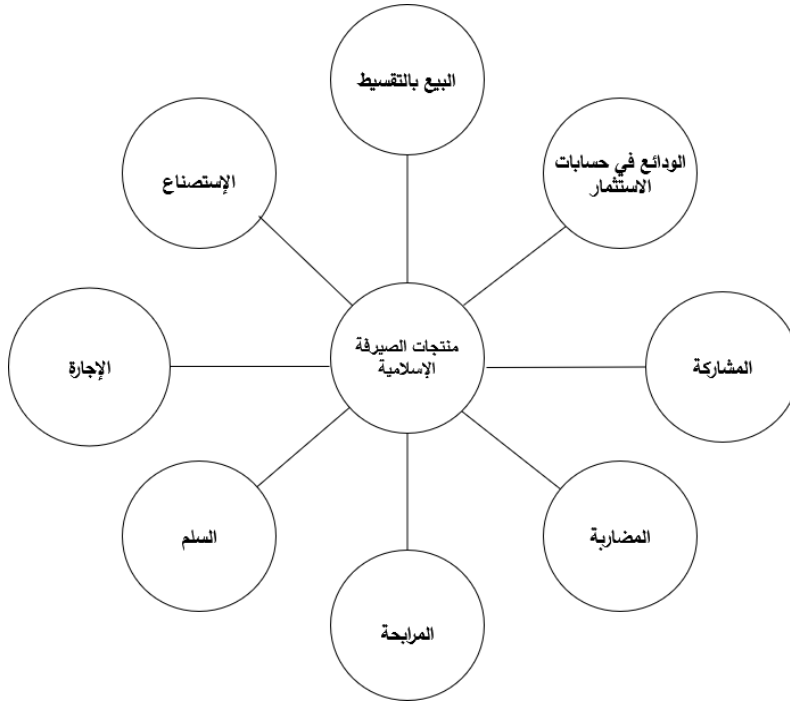 البيع بالتقسيط
الودائع في حسابات
الاستثمار
الإستصناع
منتجات الصيرفة
الإسلامية
المشاركة
الإجارة
المضاربة
السلم
المرابحة